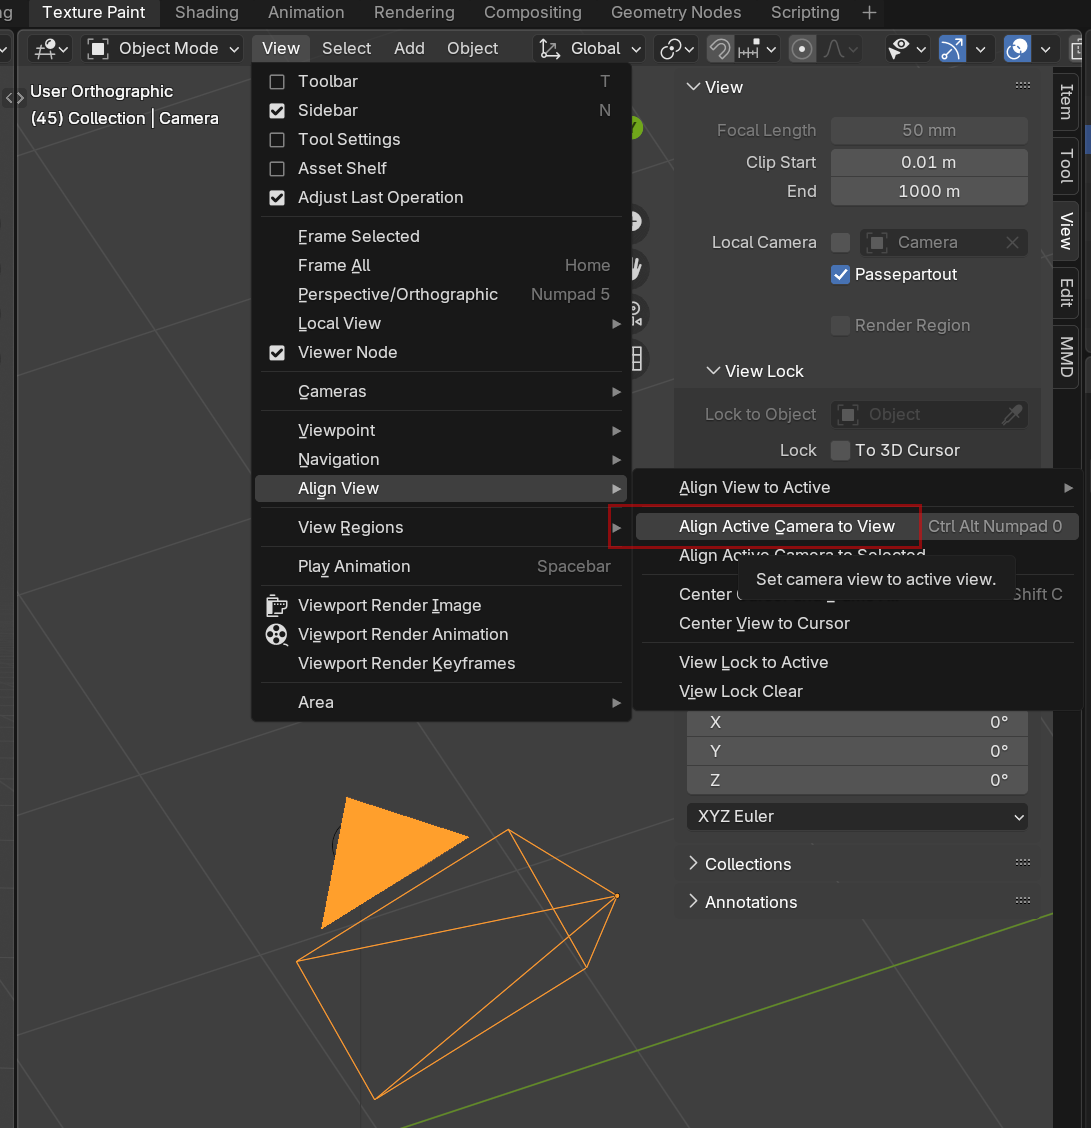 Texture Paint Shading Animation Rendering Compositing Geometry Nodes Scripting
Object Mode View Select Add Object Global
User Orthographic
(45) Collection | Camera
Toolbar T
Sidebar N
Tool Settings
Asset Shelf
Adjust Last Operation
Frame Selected
Frame All Home
Perspective/Orthographic Numpad 5
Local View
Viewer Node
Cameras
Viewpoint
Navigation
Align View
View Regions
Play Animation Spacebar
Viewport Render Image
Viewport Render Animation
Viewport Render Keyframes
Area
Align View to Active
Align Active Camera to View Ctrl Alt Numpad 0
Align Active Camera to Selected
Set camera view to active view.
Center Shift C
Center View to Cursor
View Lock to Active
View Lock Clear
Y
View
Focal Length 50 mm
Clip Start 0.01 m
End 1000 m
Local Camera Camera
Passepartout
Render Region
View Lock
Lock to Object Object
Lock To 3D Cursor
X 0°
Y 0°
Z 0°
XYZ Euler
Collections
Annotations
Item
Tool
View
Edit
MMD